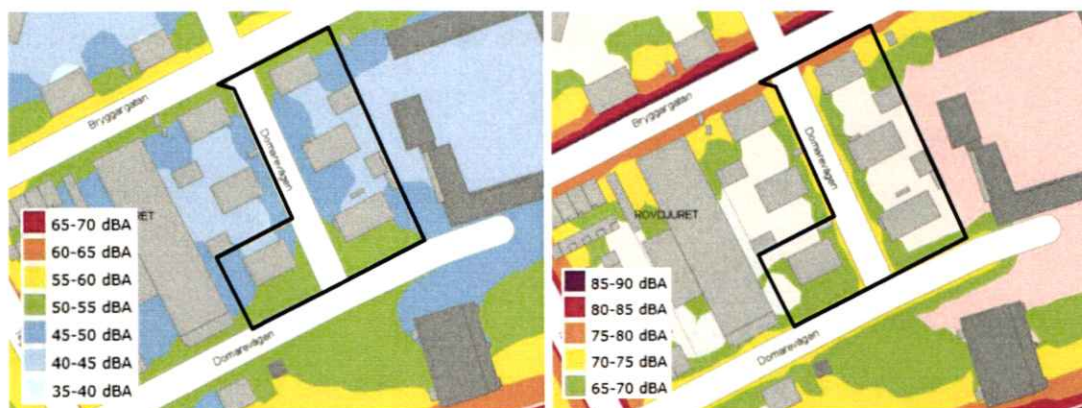 Bryggargatan
Domarevägen
RET
65-70 dBA
60-65 dBA
55-60 dBA
50-55 dBA
45-50 dBA
40-45 dBA
35-40 dBA
Domarevägen
Bryggargatan
Domarevägen
ROVDJURET
85-90 dBA
80-85 dBA
75-80 dBA
70-75 dBA
65-70 dBA
Domarevägen